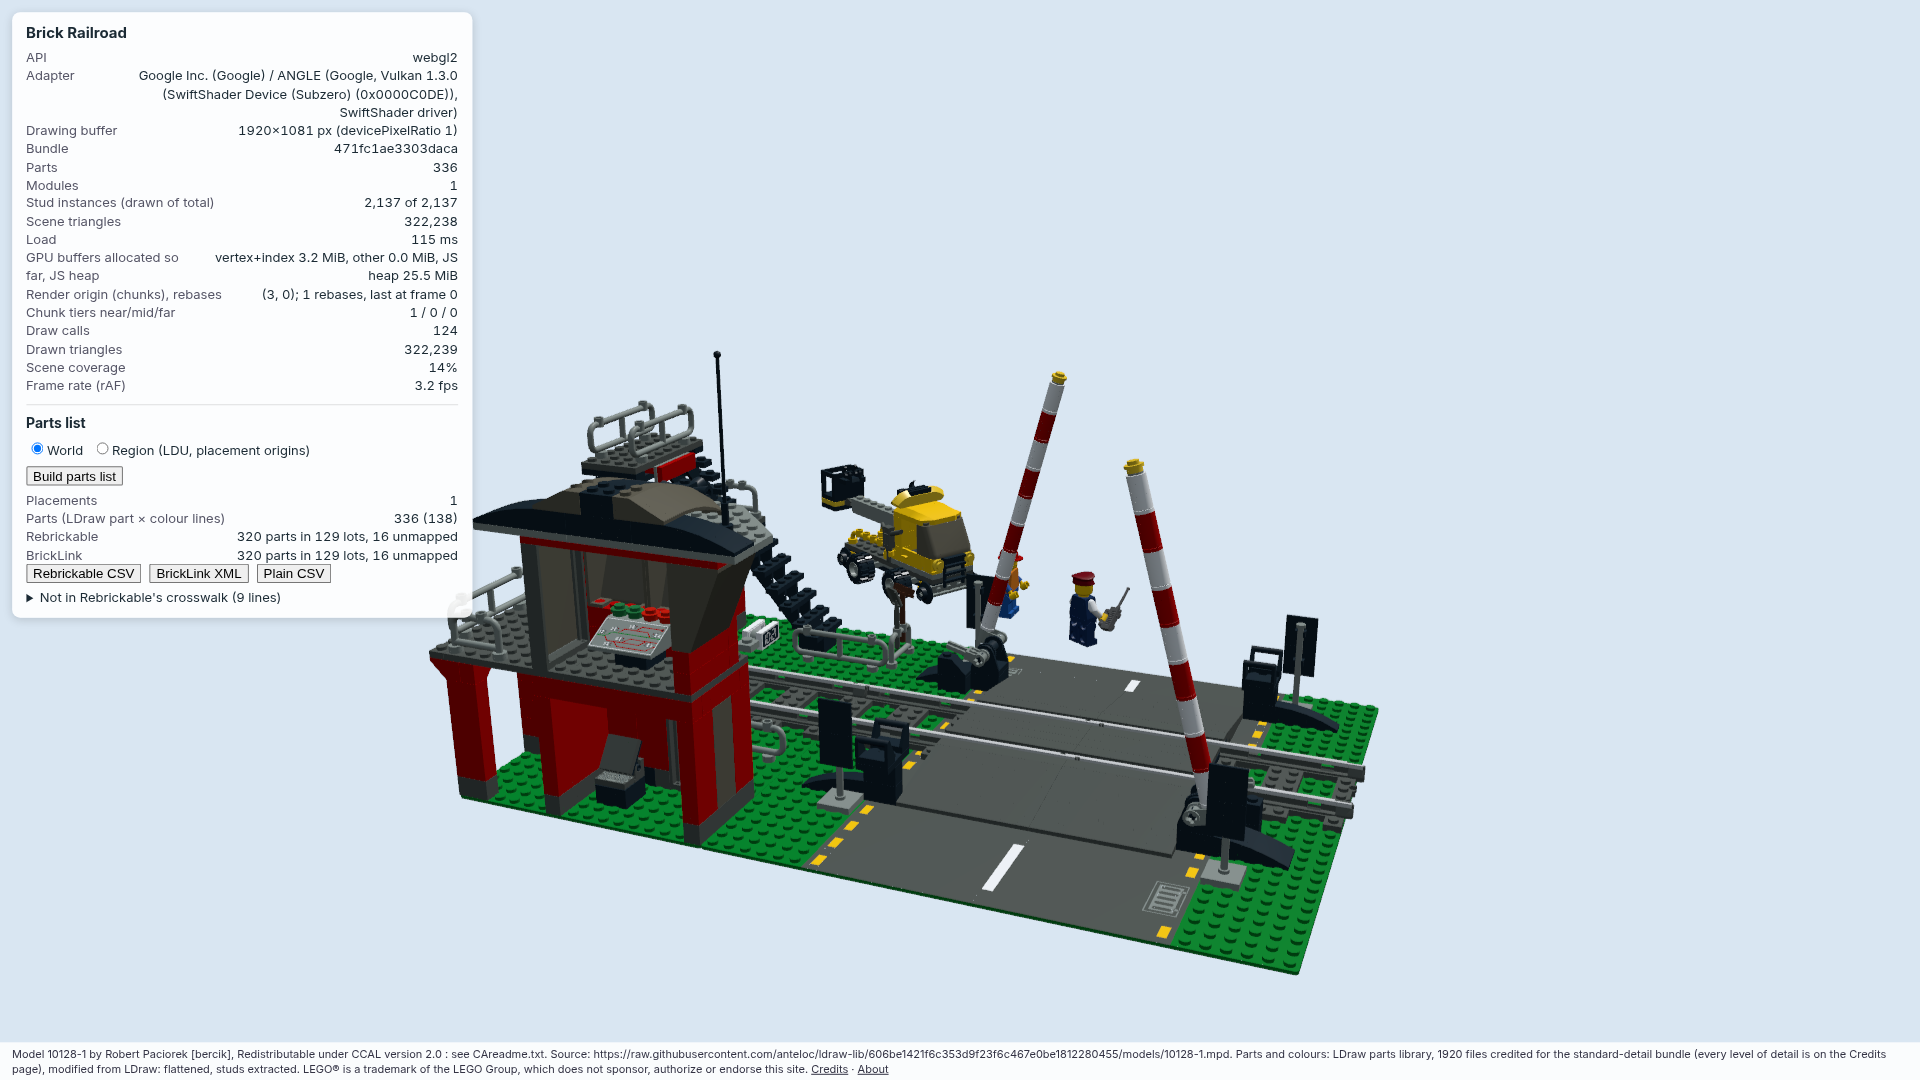 Brick Railroad
API webgl2
Adapter Google Inc. (Google) / ANGLE (Google, Vulkan 1.3.0
(SwiftShader Device (Subzero) (0x0000C0DE)),
SwiftShader driver)
Drawing buffer 1920×1081 px (devicePixelRatio 1)
Bundle 471fc1ae3303daca
Parts 336
Modules 1
Stud instances (drawn of total) 2,137 of 2,137
Scene triangles 322,238
Load 115 ms
GPU buffers allocated so vertex+index 3.2 MiB, other 0.0 MiB, JS
far, JS heap heap 25.5 MiB
Render origin (chunks), rebases (3, 0); 1 rebases, last at frame 0
Chunk tiers near/mid/far 1 / 0 / 0
Draw calls 124
Drawn triangles 322,239
Scene coverage 14%
Frame rate (rAF) 3.2 fps
Parts list
World Region (LDU, placement origins)
Build parts list
Placements 1
Parts (LDraw part × colour lines) 336 (138)
Rebrickable 320 parts in 129 lots, 16 unmapped
BrickLink 320 parts in 129 lots, 16 unmapped
Rebrickable CSV BrickLink XML Plain CSV
Not in Rebrickable's crosswalk (9 lines)
Model 10128-1 by Robert Paciorek [bercik], Redistributable under CCAL version 2.0 : see CAreadme.txt. Source: https://raw.githubusercontent.com/anteloc/ldraw-lib/606be1421f6c353d9f23f6c467e0be1812280455/models/10128-1.mpd. Parts and colours: LDraw parts library, 1920 files credited for the standard-detail bundle (every level of detail is on the Credits
page), modified from LDraw: flattened, studs extracted. LEGO® is a trademark of the LEGO Group, which does not sponsor, authorize or endorse this site. Credits · About